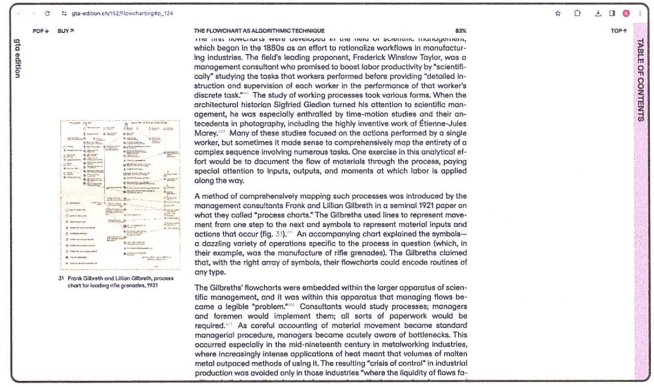 gta-edition.ch/152/Flowcharting#p_124
PDF↓ BUY↗ THE FLOWCHART AS ALGORITHMIC TECHNIQUE 83% TOP↑
gta edition
TABLE OF CONTENTS
The first flowcharts were developed in the field of scientific management,
which began in the 1880s as an effort to rationalize workflows in manufactur-
ing industries. The field's leading proponent, Frederick Winslow Taylor, was a
management consultant who promised to boost labor productivity by "scientifi-
cally" studying the tasks that workers performed before providing "detailed in-
struction and supervision of each worker in the performance of that worker's
discrete task." The study of working processes took various forms. When the
architectural historian Sigfried Giedion turned his attention to scientific man-
agement, he was especially enthralled by time-motion studies and their an-
tecedents in photography, including the highly inventive work of Étienne-Jules
Marey. Many of these studies focused on the actions performed by a single
worker, but sometimes it made sense to comprehensively map the entirety of a
complex sequence involving numerous tasks. One exercise in this analytical ef-
fort would be to document the flow of materials through the process, paying
special attention to inputs, outputs, and moments at which labor is applied
along the way.
A method of comprehensively mapping such processes was introduced by the
management consultants Frank and Lillian Gilbreth in a seminal 1921 paper on
what they called "process charts." The Gilbreths used lines to represent move-
ment from one step to the next and symbols to represent material inputs and
actions that occur (fig. 31). An accompanying chart explained the symbols—
a dazzling variety of operations specific to the process in question (which, in
their example, was the manufacture of rifle grenades). The Gilbreths claimed
that, with the right array of symbols, their flowcharts could encode routines of
any type.
31 Frank Gilbreth and Lillian Gilbreth, process
chart for loading rifle grenades, 1921
The Gilbreths' flowcharts were embedded within the larger apparatus of scien-
tific management, and it was within this apparatus that managing flows be-
came a legible "problem." Consultants would study processes; managers
and foremen would implement them; all sorts of paperwork would be
required. As careful accounting of material movement became standard
managerial procedure, managers became acutely aware of bottlenecks. This
occurred especially in the mid-nineteenth century in metalworking industries,
where increasingly intense applications of heat meant that volumes of molten
metal outpaced methods of using it. The resulting "crisis of control" in industrial
production was avoided only in those industries "where the liquidity of flows fa-